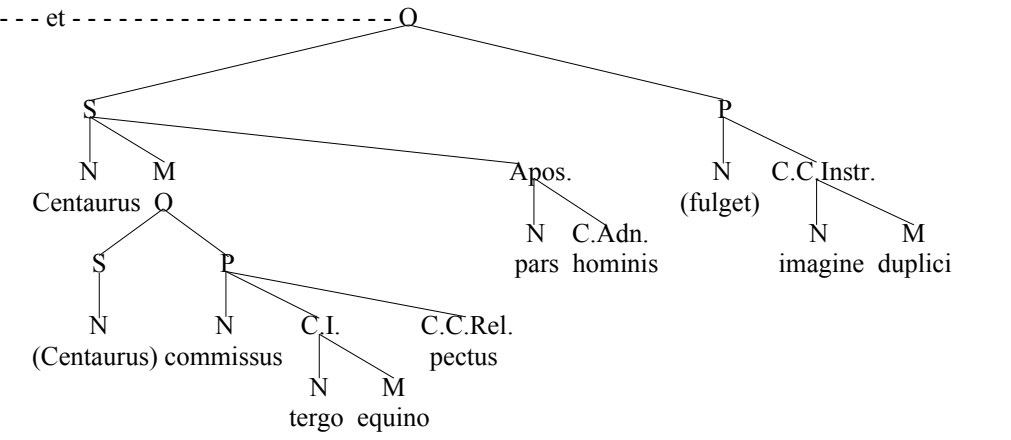 - - - et - - - - - - - - - - - - - - - - - - - - - - - O
S P
N M Apos. N C.C.Instr.
Centaurus O (fulget)
N C.Adn. N M
pars hominis imagine duplici
S P
N N C.I. C.C.Rel.
(Centaurus) commissus pectus
N M
tergo equino